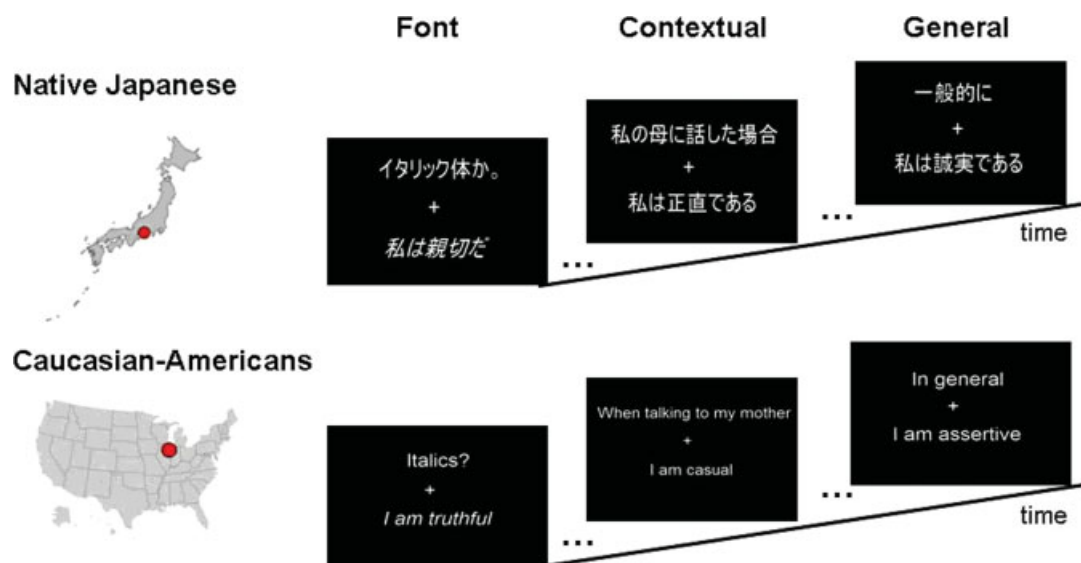 Font
Contextual
General
Native Japanese
イタリック体か。
+
私は親切だ
...
私の母に話した場合
+
私は正直である
...
一般的に
+
私は誠実である
time
Caucasian-Americans
Italics?
+
I am truthful
...
When talking to my mother
+
I am casual
...
In general
+
I am assertive
time